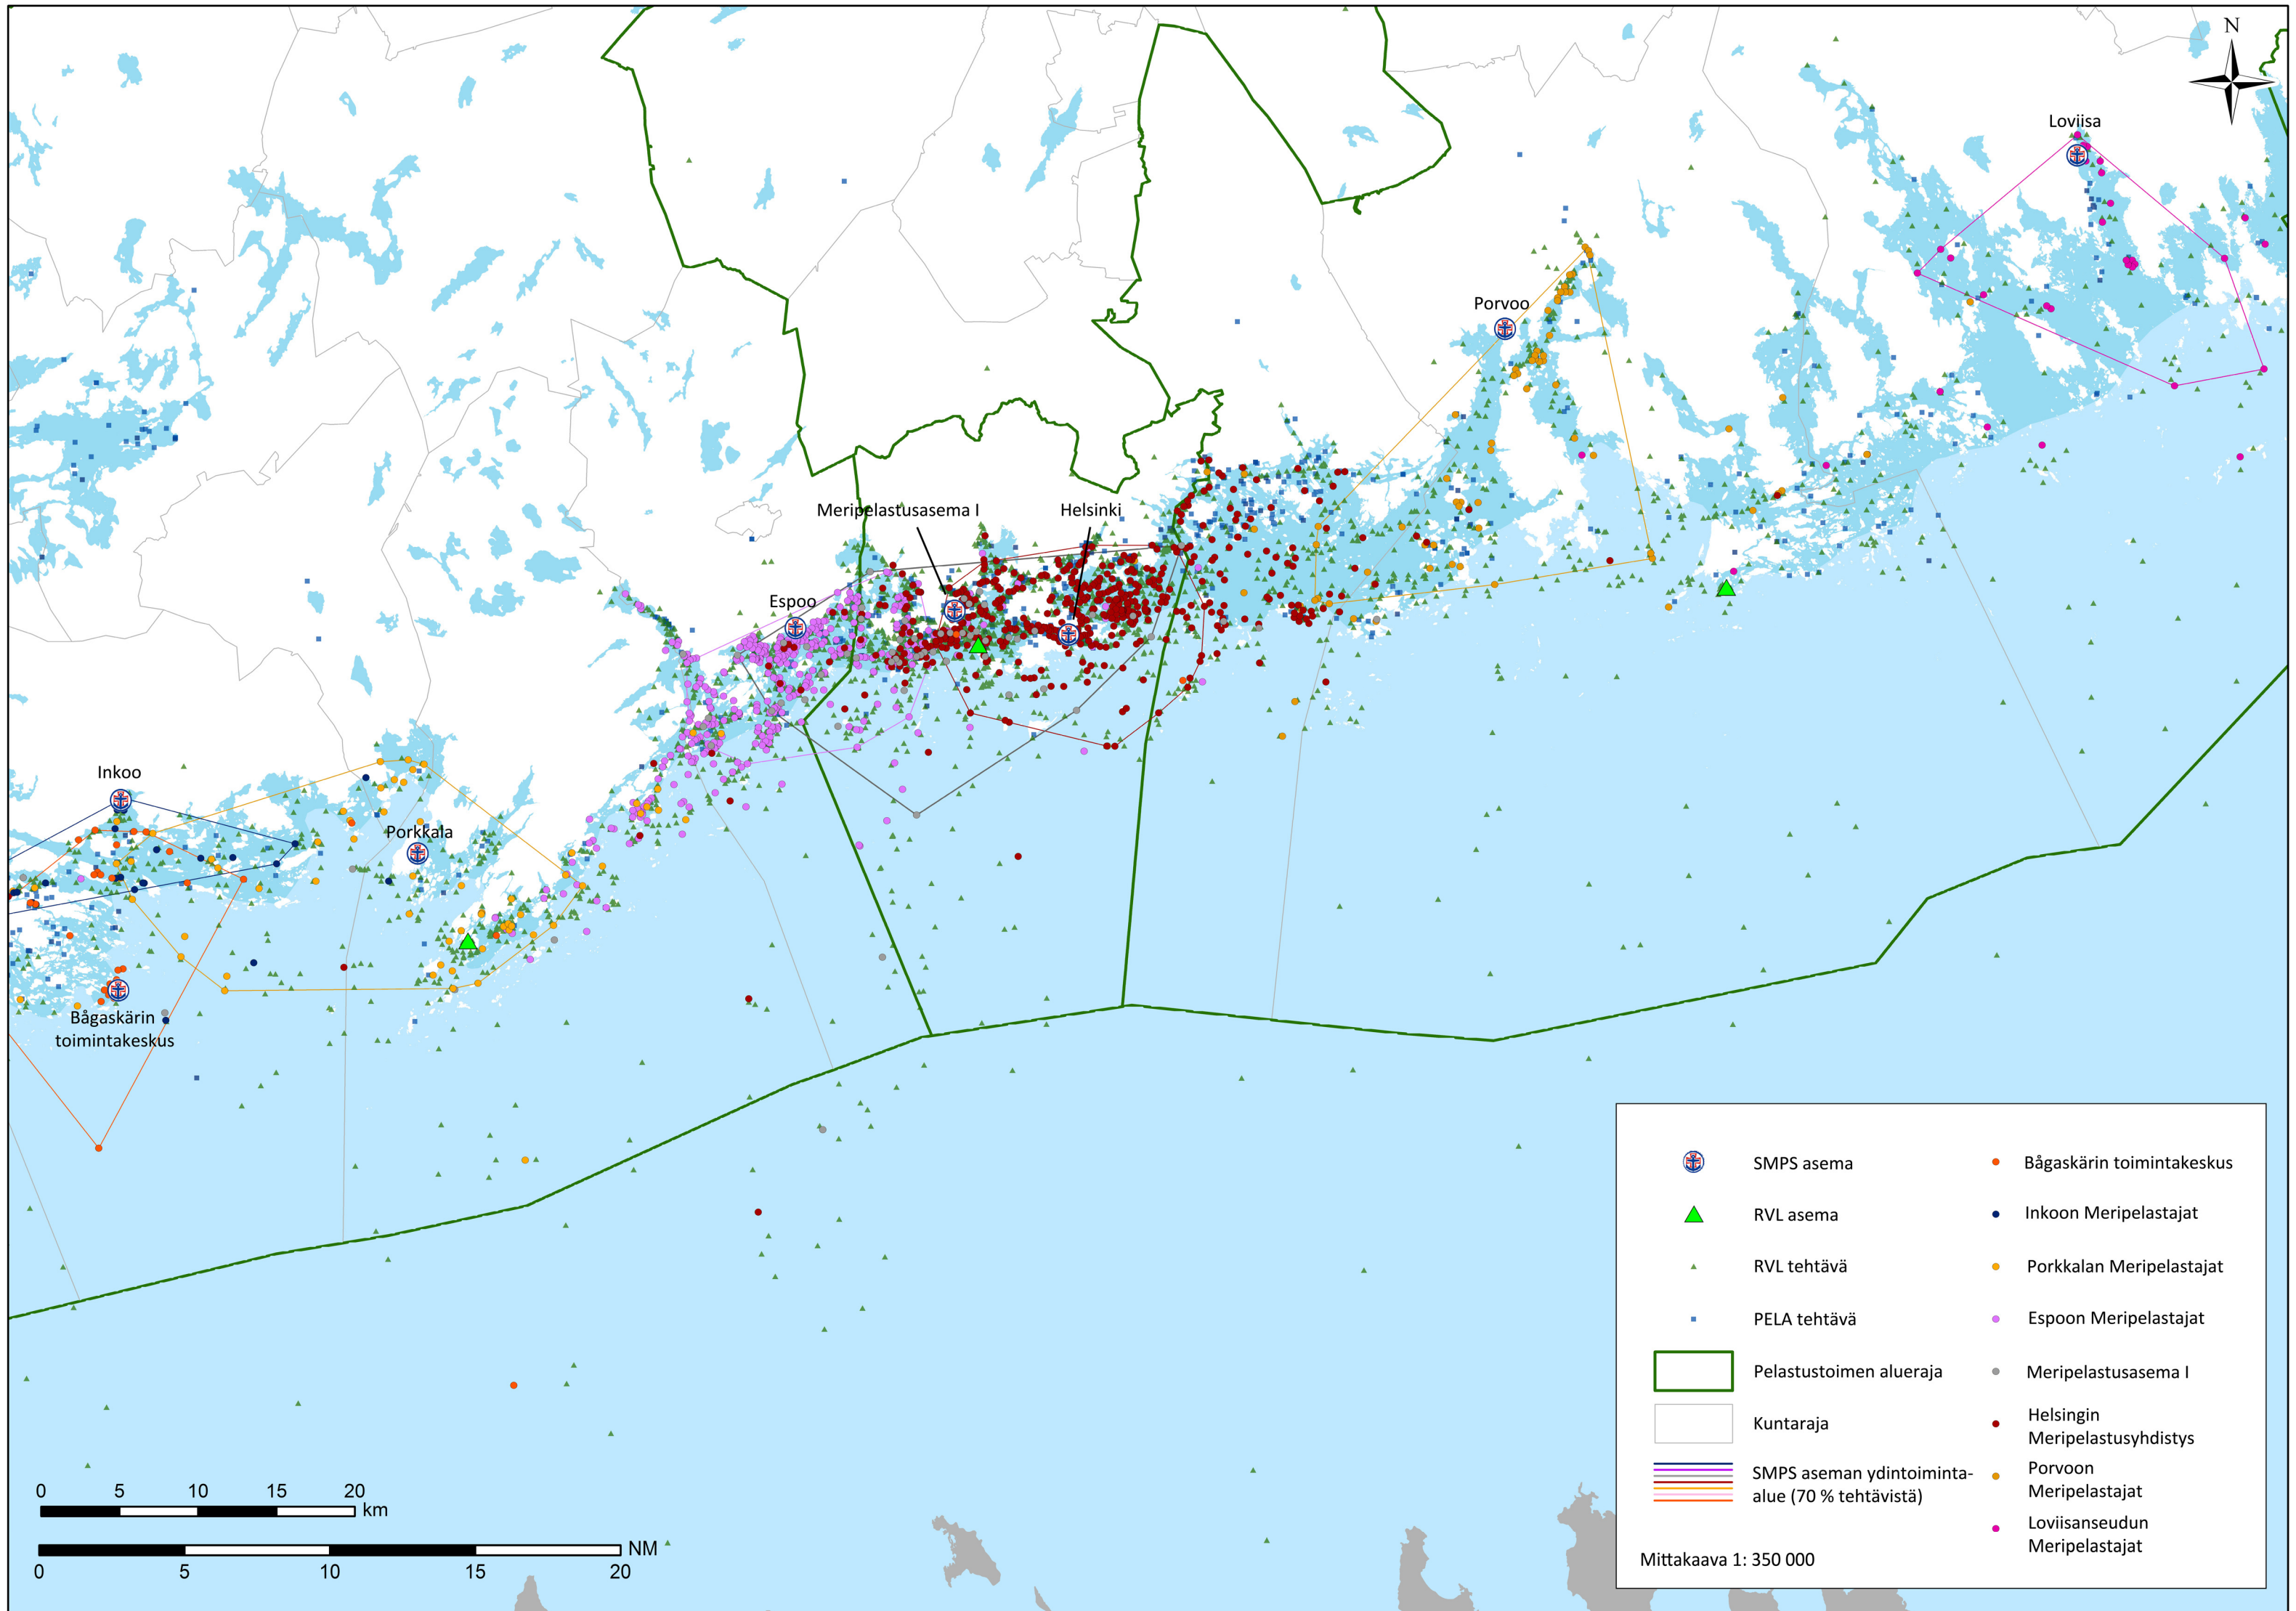 N
Loviisa
Porvoo
Meripelastusasema I
Helsinki
Espoo
Inkoo
Porkkala
Bågaskärin
toimintakeskus
SMPS asema
RVL asema
RVL tehtävä
PELA tehtävä
Pelastustoimen alueraja
Kuntaraja
SMPS aseman ydintoiminta-
alue (70 % tehtävistä)
Mittakaava 1: 350 000
Bågaskärin toimintakeskus
Inkoon Meripelastajat
Porkkalan Meripelastajat
Espoon Meripelastajat
Meripelastusasema I
Helsingin
Meripelastusyhdistys
Porvoon
Meripelastajat
Loviisanseudun
Meripelastajat
0 5 10 15 20
km
NM
0 5 10 15 20